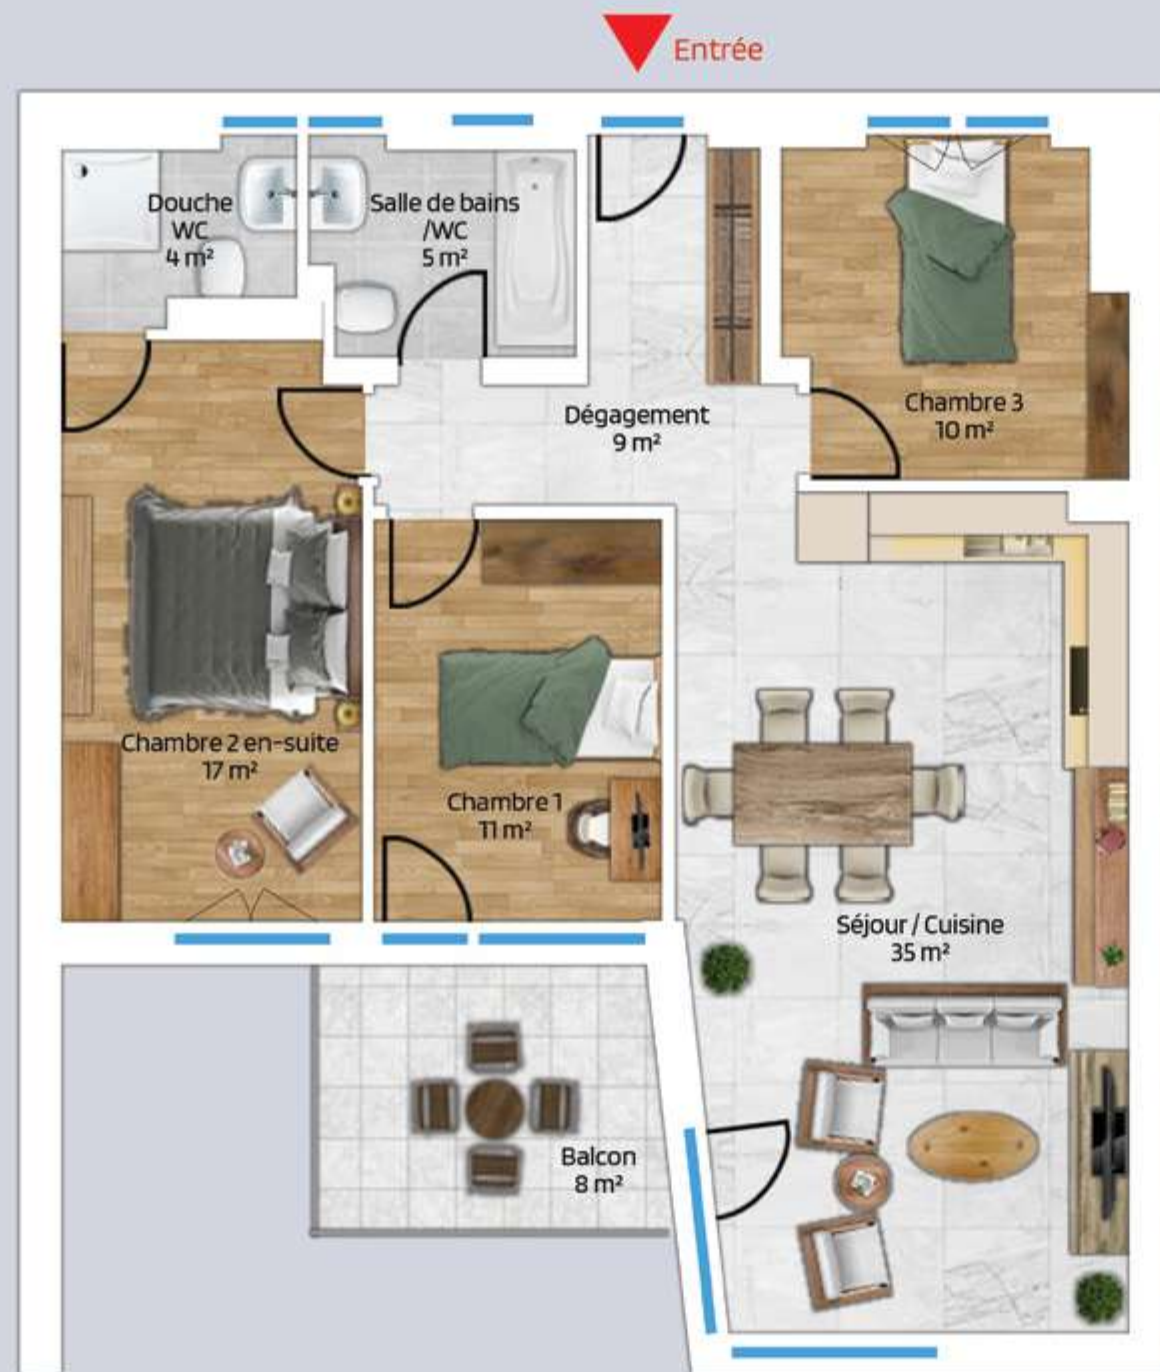 Entrée
Douche
WC
4 m²
Salle de bains
/WC
5 m²
Dégagement
9 m²
Chambre 3
10 m²
Chambre 2 en-suite
17 m²
Chambre 1
11 m²
Séjour / Cuisine
35 m²
Balcon
8 m²